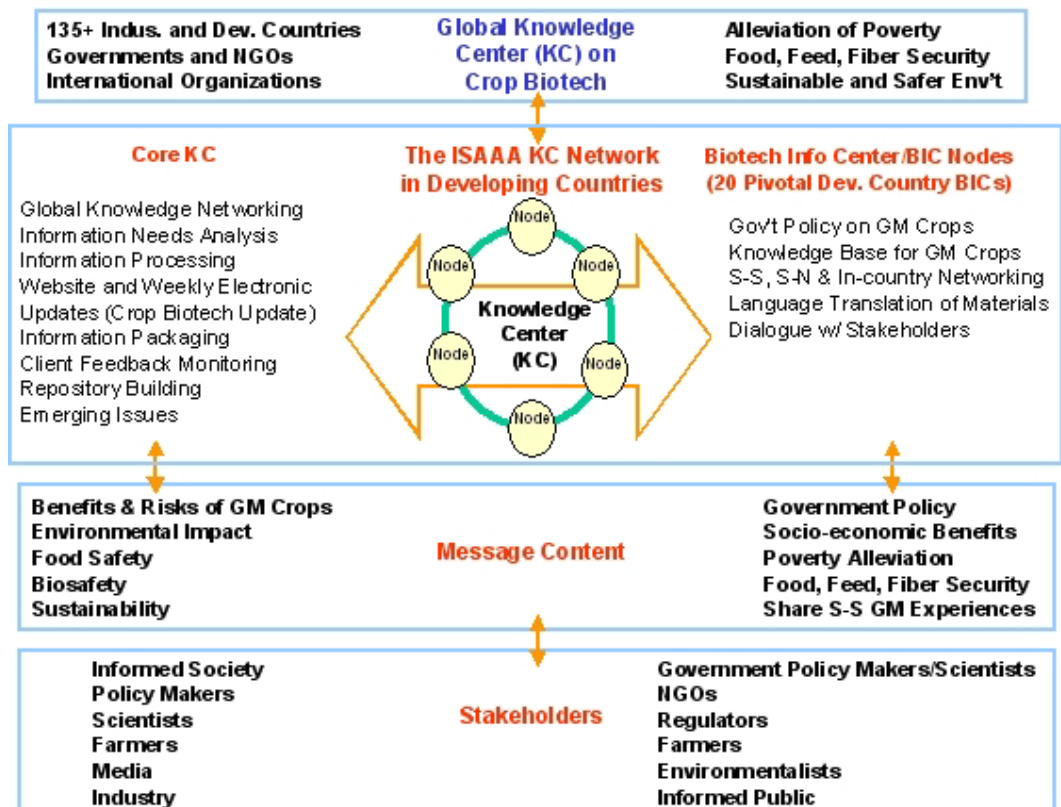 135+ Indus. and Dev. Countries
Governments and NGOs
International Organizations
Global Knowledge
Center (KC) on
Crop Biotech
Alleviation of Poverty
Food, Feed, Fiber Security
Sustainable and Safer Env't
Core KC
Global Knowledge Networking
Information Needs Analysis
Information Processing
Website and Weekly Electronic
Updates (Crop Biotech Update)
Information Packaging
Client Feedback Monitoring
Repository Building
Emerging Issues
The ISAAA KC Network
in Developing Countries
Node
Node
Node
Knowledge
Center
(KC)
Node
Node
Node
Biotech Info Center/BIC Nodes
(20 Pivotal Dev. Country BICs)
Gov't Policy on GM Crops
Knowledge Base for GM Crops
S-S, S-N & In-country Networking
Language Translation of Materials
Dialogue w/ Stakeholders
Benefits & Risks of GM Crops
Environmental Impact
Food Safety
Biosafety
Sustainability
Message Content
Government Policy
Socio-economic Benefits
Poverty Alleviation
Food, Feed, Fiber Security
Share S-S GM Experiences
Informed Society
Policy Makers
Scientists
Farmers
Media
Industry
Stakeholders
Government Policy Makers/Scientists
NGOs
Regulators
Farmers
Environmentalists
Informed Public